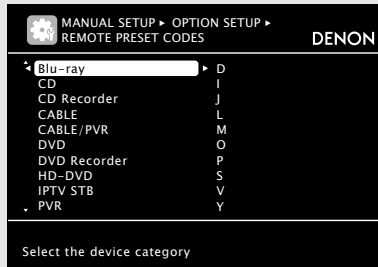 MANUAL SETUP ▸ OPTION SETUP ▸
REMOTE PRESET CODES
DENON
Blu-ray ▸ D
CD I
CD Recorder J
CABLE L
CABLE/PVR M
DVD O
DVD Recorder P
HD-DVD S
IPTV STB V
PVR Y
Select the device category